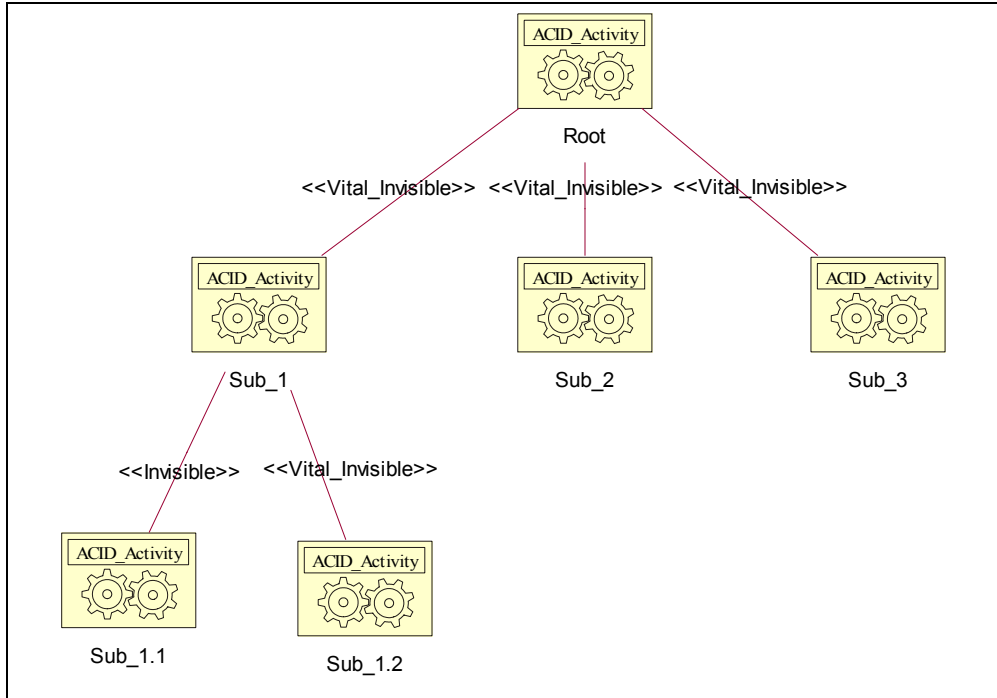 ACID_Activity
Root
<<Vital_Invisible>> <<Vital_Invisible>> <<Vital_Invisible>>
ACID_Activity ACID_Activity ACID_Activity
Sub_1 Sub_2 Sub_3
<<Invisible>> <<Vital_Invisible>>
ACID_Activity ACID_Activity
Sub_1.1 Sub_1.2